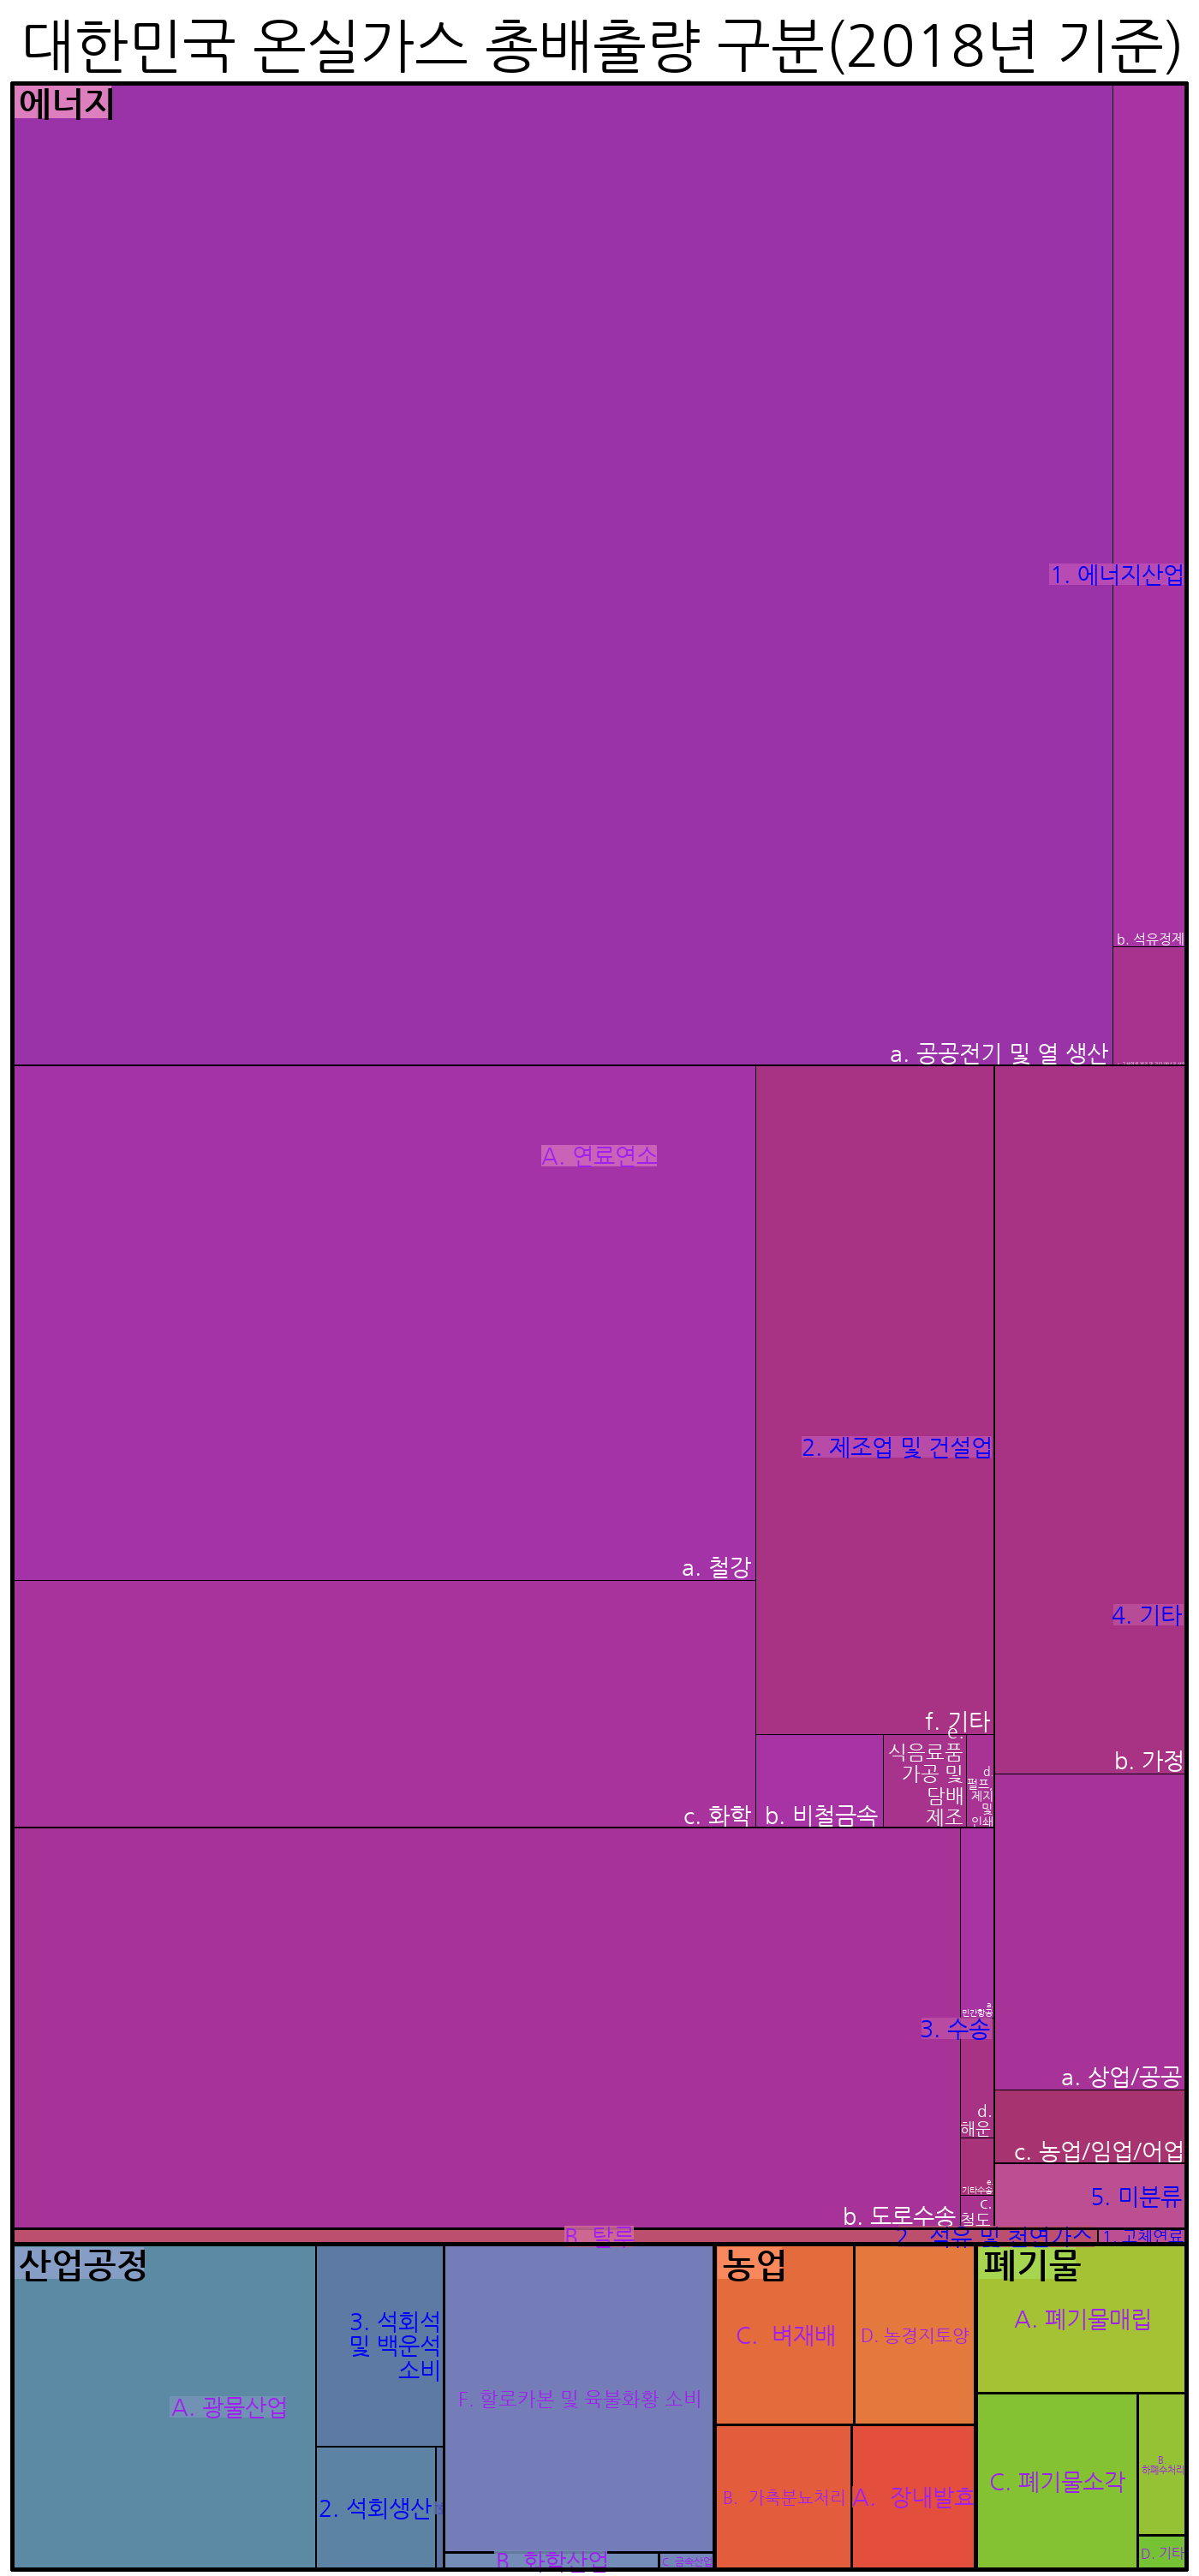 대한민국 온실가스 총배출량 구분(2018년 기준)
에너지
1. 에너지산업
b. 석유정제
a. 공공전기 및 열 생산
A. 연료연소
2. 제조업 및 건설업
a. 철강
4. 기타
f. 기타
b. 가정
e.
식음료품
가공 및
담배
제조
d.
펄프,
제지
및
인쇄
c. 화학
b. 비철금속
a.
민간항공
3. 수송
a. 상업/공공
d.
해운
c. 농업/임업/어업
e.
기타수송
5. 미분류
c.
철도
b. 도로수송
B. 탈루
2. 석유 및 천연가스
1. 고체연료
산업공정
농업
폐기물
3. 석회석
및 백운석
소비
C. 벼재배
D. 농경지토양
A. 폐기물매립
A. 광물산업
F. 할로카본 및 육불화황 소비
B.
하폐수처리
C. 폐기물소각
2. 석회생산
B. 가축분뇨처리
A. 장내발효
D. 기타
B. 화학산업
C. 금속산업